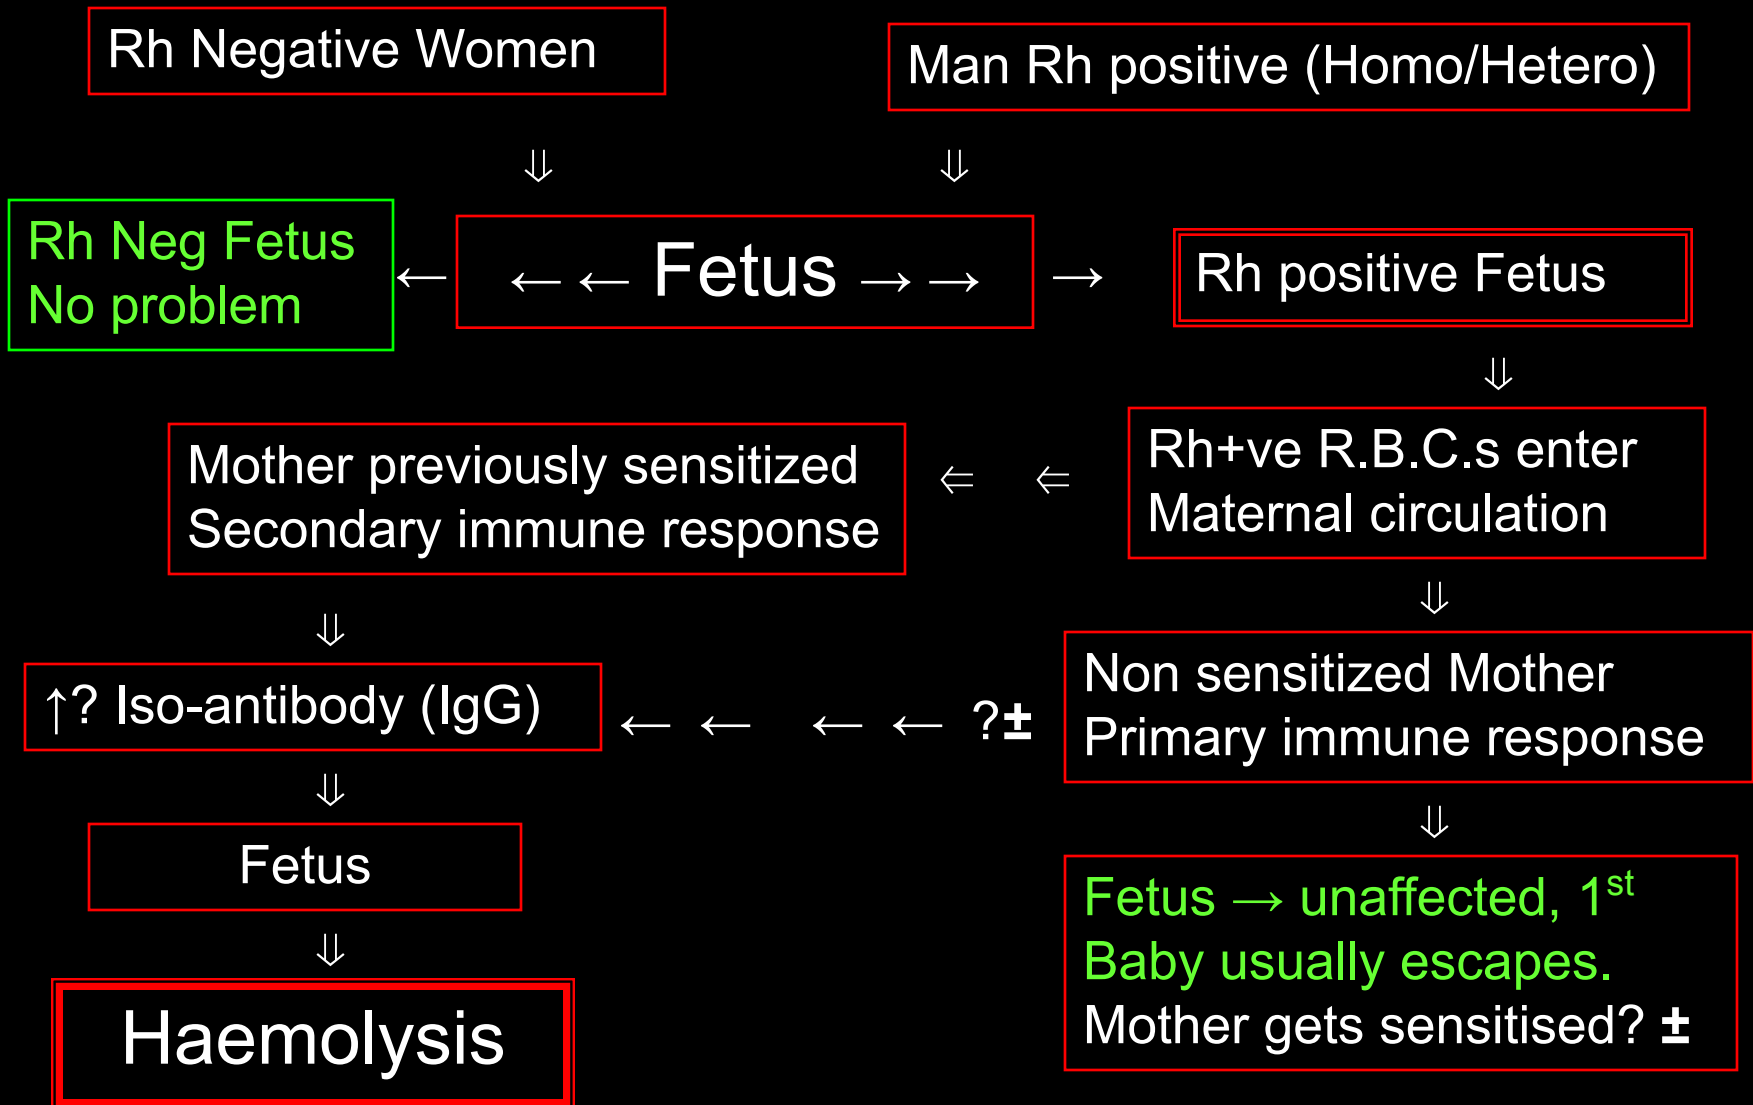 Rh Negative Women
Man Rh positive (Homo/Hetero)
⇓ ⇓
Rh Neg Fetus
No problem
←
← ← Fetus → →
→
Rh positive Fetus
⇓
Mother previously sensitized
Secondary immune response
⇐ ⇐
Rh+ve R.B.C.s enter
Maternal circulation
⇓
⇓
↑? Iso-antibody (IgG)
← ← ← ← ?±
Non sensitized Mother
Primary immune response
⇓
⇓
Fetus
Fetus → unaffected, 1st
Baby usually escapes.
Mother gets sensitised? ±
⇓
Haemolysis